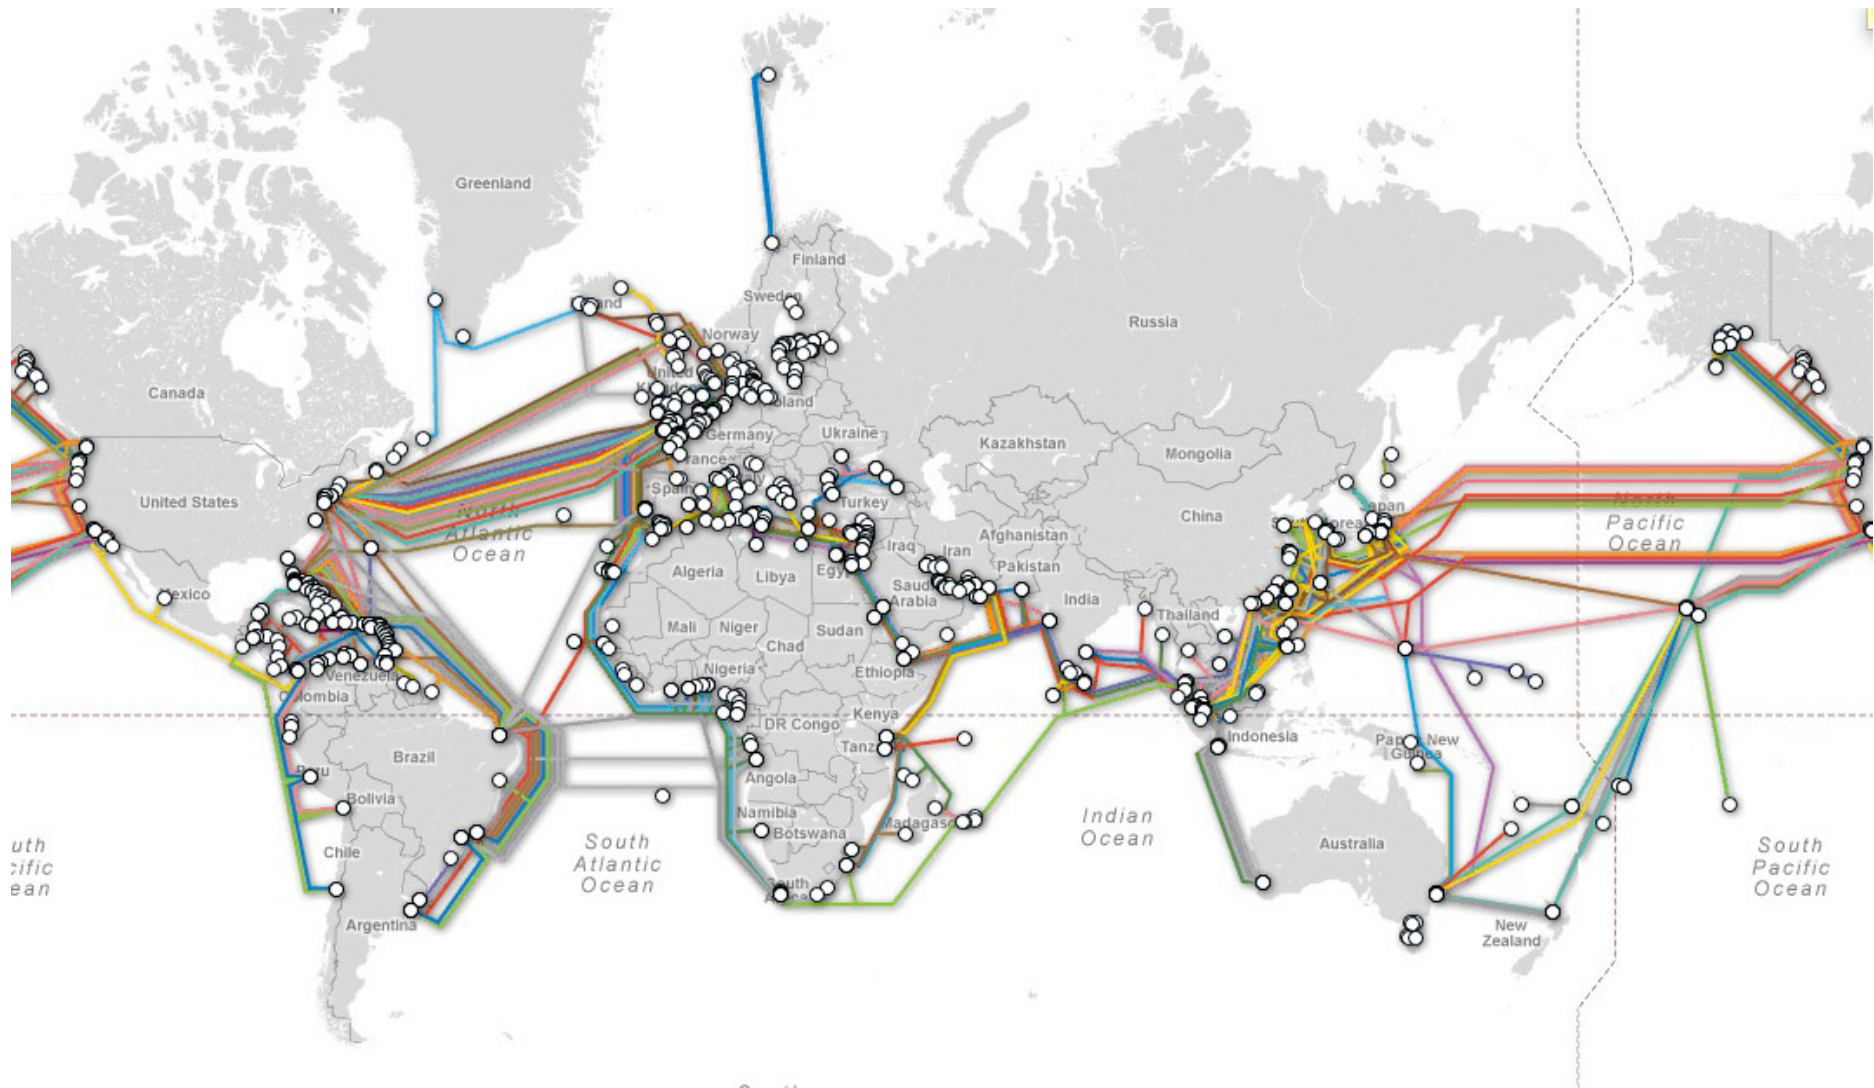 Greenland
Finland
Sweden
Norway
Russia
United
Canada
Germany
Ukraine
Kazakhstan
Mongolia
United States
Turkey
China
North
Atlantic
Ocean
North
Pacific
Ocean
Afghanistan
Iraq
Iran
Pakistan
Algeria
Libya
Saudi
Arabia
India
Thailand
Mali
Niger
Chad
Sudan
Nigeria
Ethiopia
Venezuela
Colombia
DR Congo
Kenya
Indonesia
Brazil
Angola
Bolivia
Namibia
Botswana
Indian
Ocean
Chile
South
Atlantic
Ocean
Australia
South
Pacific
Ocean
Argentina
New
Zealand